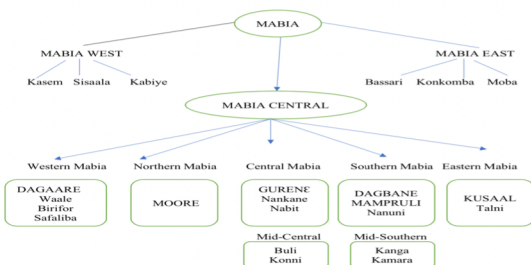 MABIA
MABIA WEST
MABIA EAST
Kasem Sisaala Kabiye
Bassari Konkomba Moba
MABIA CENTRAL
Western Mabia
Northern Mabia
Central Mabia
Southern Mabia
Eastern Mabia
DAGAARE
Waale
Birifor
Safaliba
MOORE
GURENƐ
Nankane
Nabit
DAGBANE
MAMPRULI
Nanuni
KUSAAL
Talni
Mid-Central
Buli
Konni
Mid-Southern
Kanga
Kamara